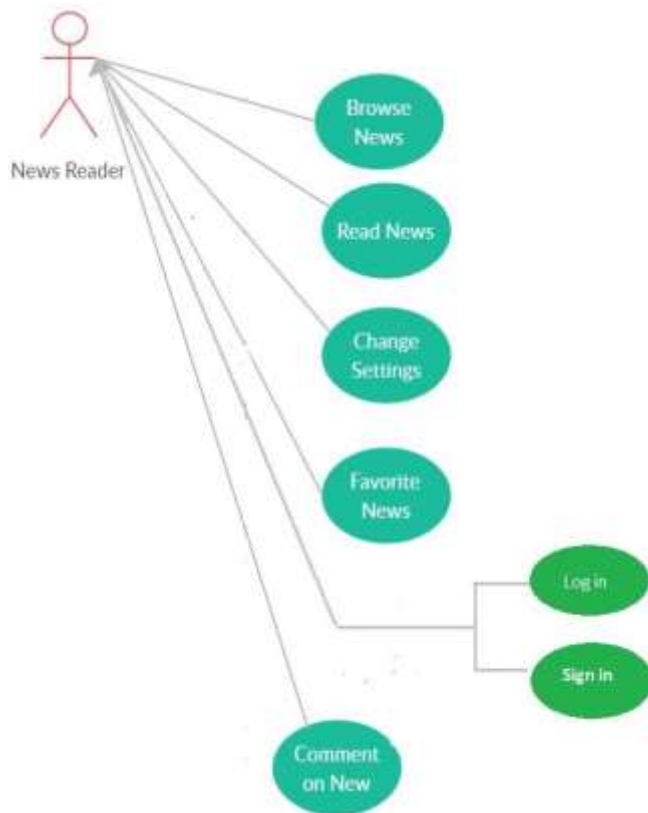 News Reader
Browse
News
Read News
Change
Settings
Favorite
News
Log in
Sign in
Comment
on New